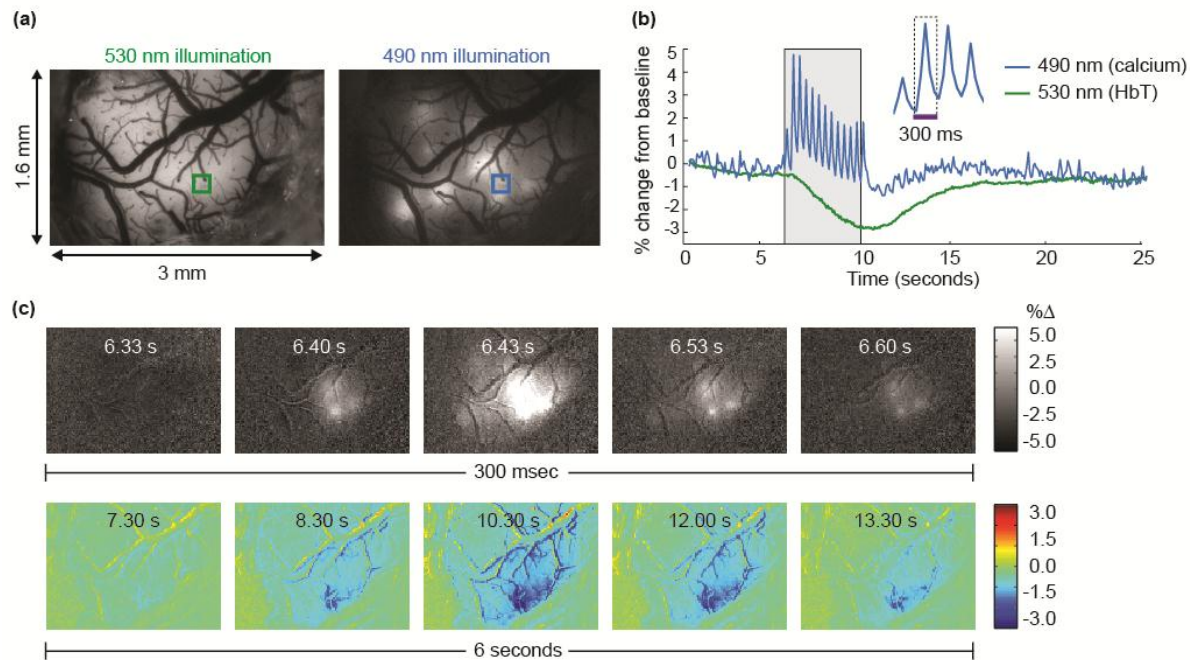 (a)
530 nm illumination
490 nm illumination
1.6 mm
3 mm
(b)
% change from baseline
5
4
3
2
1
0
-1
-2
-3
0
5
10
15
20
25
Time (seconds)
300 ms
490 nm (calcium)
530 nm (HbT)
(c)
6.33 s
6.40 s
6.43 s
6.53 s
6.60 s
%Δ
5.0
2.5
0.0
-2.5
-5.0
300 msec
7.30 s
8.30 s
10.30 s
12.00 s
13.30 s
3.0
1.5
0.0
-1.5
-3.0
6 seconds